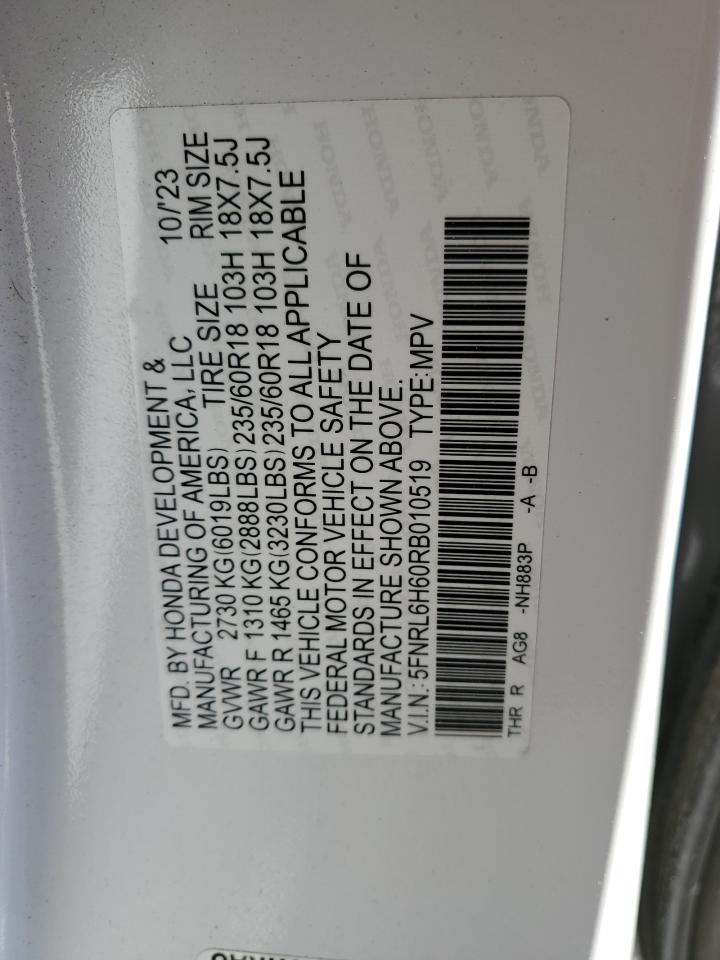 MFD. BY HONDA DEVELOPMENT & 10/'23
MANUFACTURING OF AMERICA, LLC
GVWR 2730 KG(6019LBS) TIRE SIZE RIM SIZE
GAWR F 1310 KG(2888LBS)235/60R18 103H 18X7.5J
GAWR R 1465 KG(3230LBS)235/60R18 103H 18X7.5J
THIS VEHICLE CONFORMS TO ALL APPLICABLE
FEDERAL MOTOR VEHICLE SAFETY
STANDARDS IN EFFECT ON THE DATE OF
MANUFACTURE SHOWN ABOVE.
V.I.N.:5FNRL6H60RB010519 TYPE:MPV
THR R AG8 -NH883P -A -B